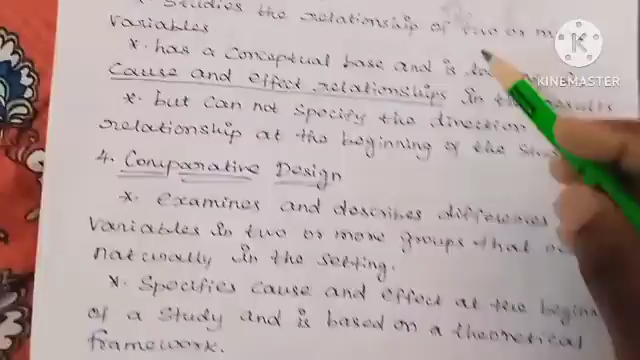 * Studies the relationship of two or
variables
* has a conceptual base and is
cause and effect relationships in the results
* but can not specify the direction
relationship at the beginning of the
4. Comparative Design
* examines and describes
variables in two or more groups that
naturally in the setting.
* Specifies cause and effect at the
of a study and is based on a theoretical
framework.
KINEMASTER